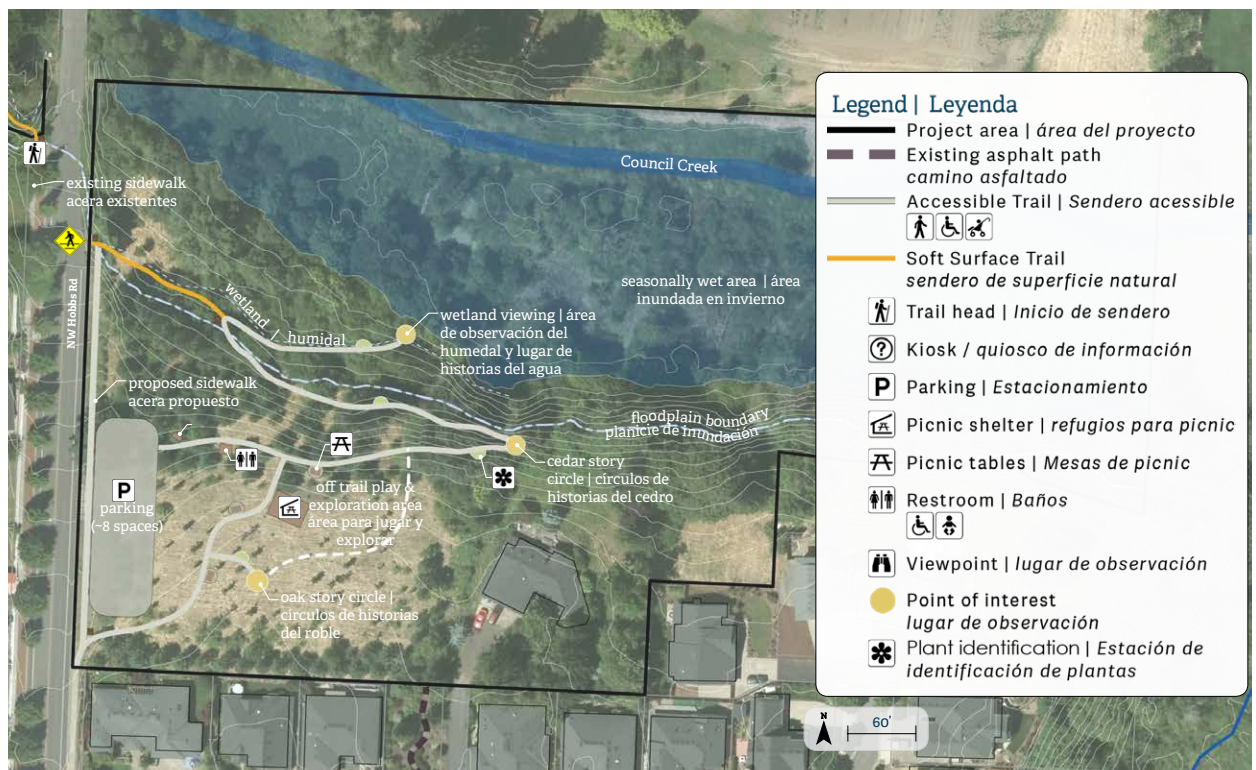 Council Creek
existing sidewalk
acera existentes
NW Hobbs Rd
seasonally wet area | área
inundada en invierno
wetland | humidal
wetland viewing | área
de observación del
humedal y lugar de
historias del agua
proposed sidewalk
acera propuesto
floodplain boundary
planicie de inundación
cedar story
circle | círculos de
historias del cedro
P
parking
(~8 spaces)
off trail play &
exploration area
área para jugar y
explorar
oak story circle |
círculos de historias
del roble
Legend | Leyenda
Project area | área del proyecto
Existing asphalt path
camino asfaltado
Accessible Trail | Sendero acessible
Soft Surface Trail
sendero de superficie natural
Trail head | Inicio de sendero
? Kiosk / quiosco de información
P Parking | Estacionamiento
Picnic shelter | refugios para picnic
Picnic tables | Mesas de picnic
Restroom | Baños
Viewpoint | lugar de observación
Point of interest
lugar de observación
Plant identification | Estación de
identificación de plantas
N
60'